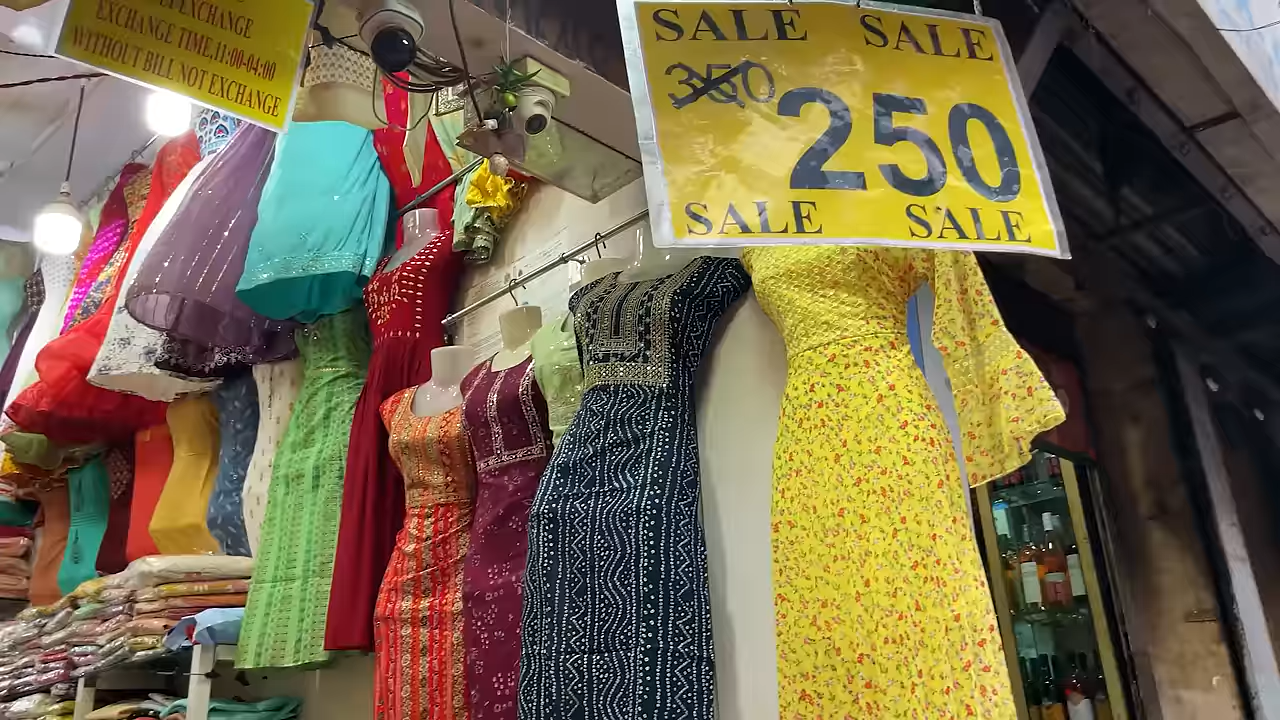 EXCHANGE
EXCHANGE TIME,11:00-04:00
WITHOUT BILL NOT EXCHANGE
SALE SALE
350
250
SALE SALE